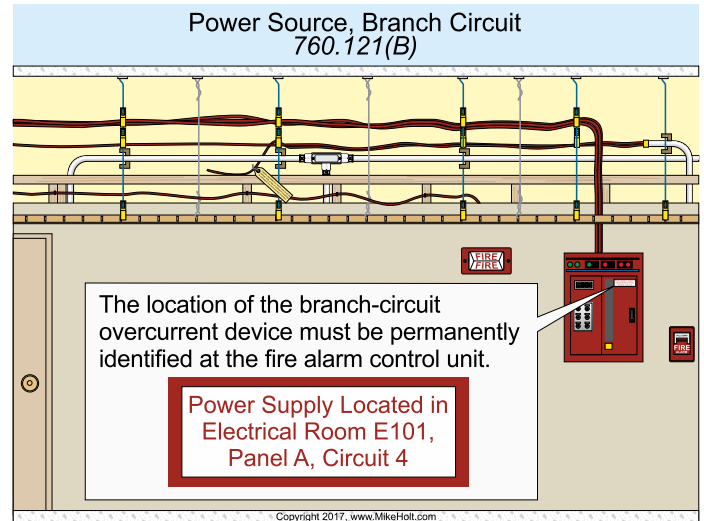 Power Source, Branch Circuit
760.121(B)
FIRE
FIRE
The location of the branch-circuit
overcurrent device must be permanently
identified at the fire alarm control unit.
FIRE
Power Supply Located in
Electrical Room E101,
Panel A, Circuit 4
Copyright 2017, www.MikeHolt.com